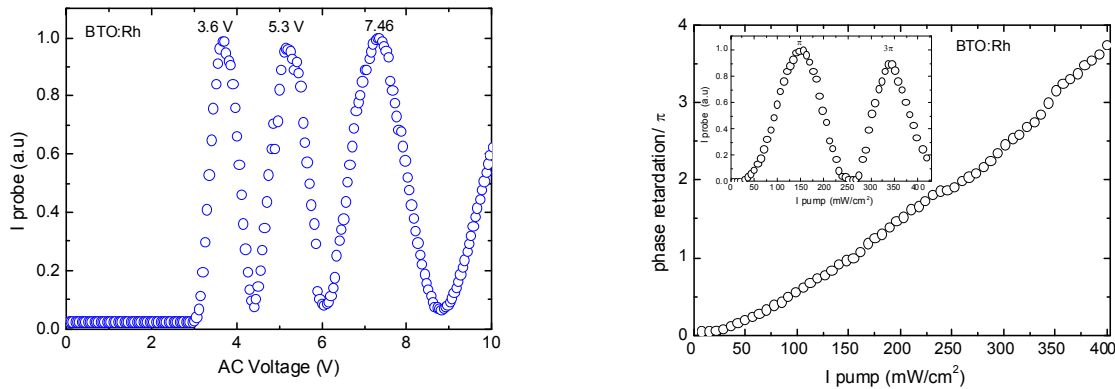 BTO:Rh
3.6 V 5.3 V 7.46
1.0
0.8
0.6
0.4
0.2
0.0
I probe (a.u)
0 2 4 6 8 10
AC Voltage (V)
BTO:Rh
4
3
2
1
0
phase retardation/ π
0 50 100 150 200 250 300 350 400
I pump (mW/cm²)
π 3π
1.0
0.8
0.6
0.4
0.2
0.0
I probe (a.u)
0 50 100 150 200 250 300 350 400
I pump (mW/cm²)